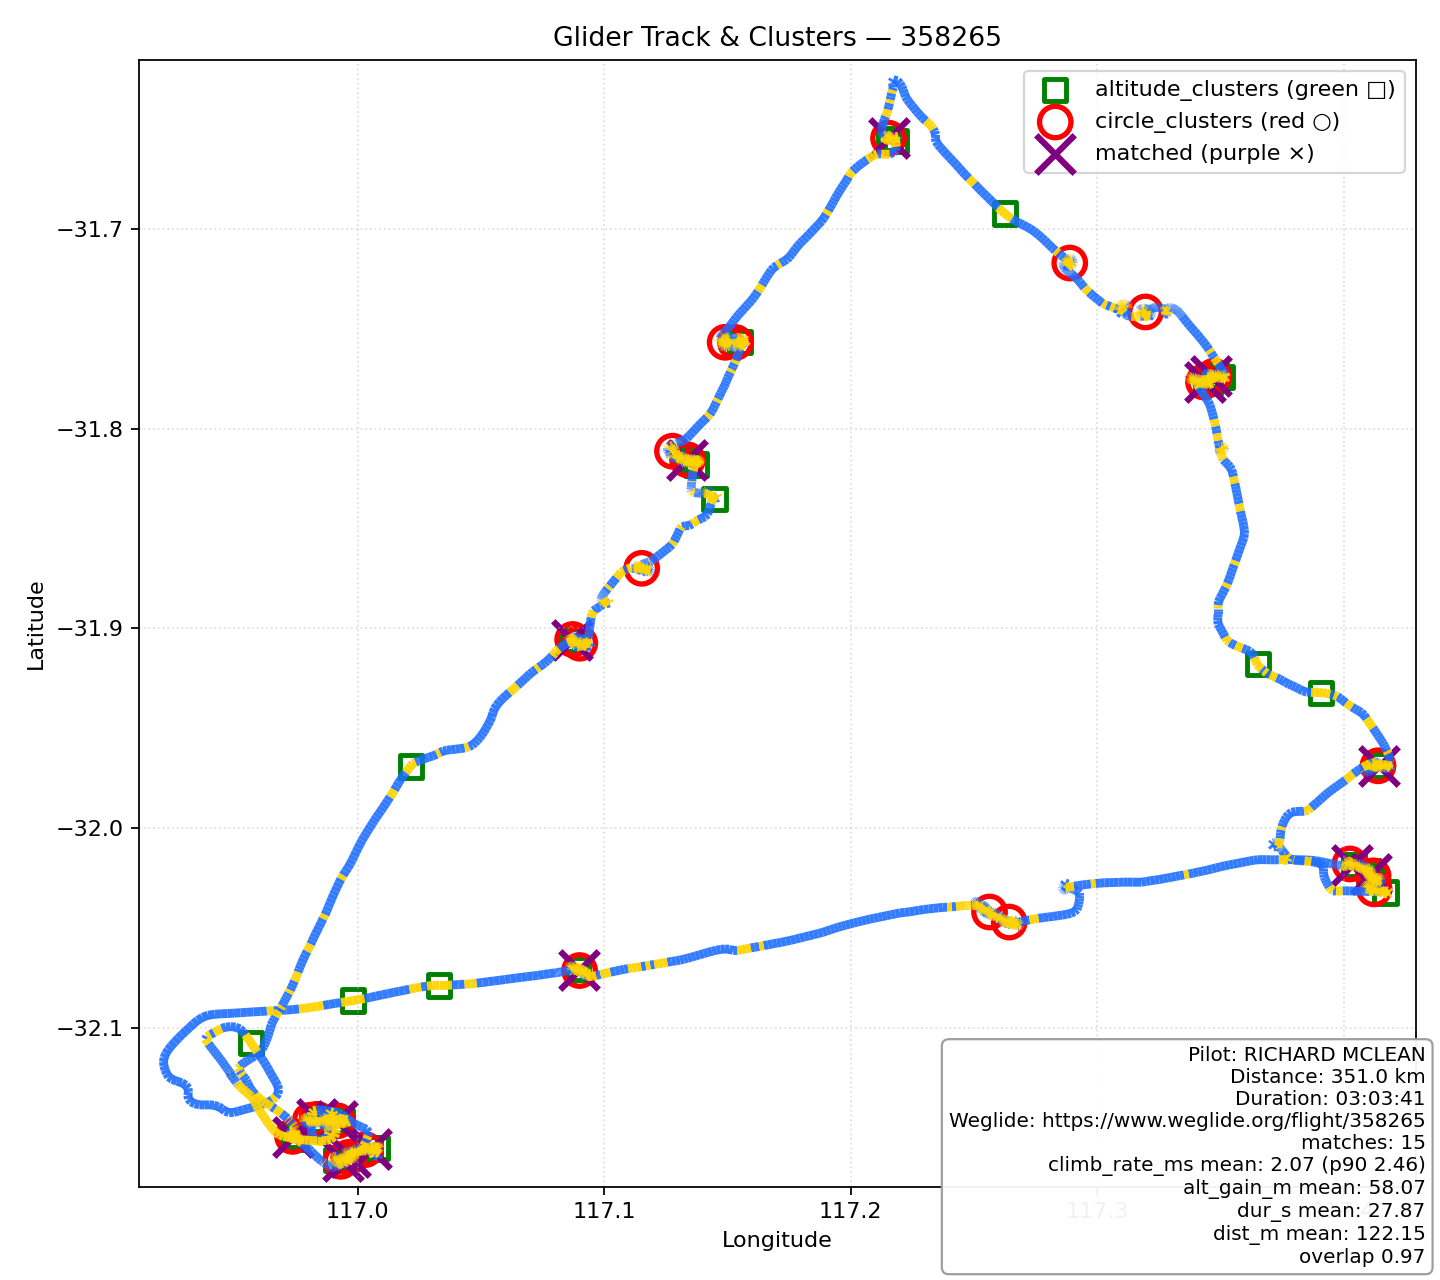 Glider Track & Clusters — 358265
altitude_clusters (green □)
circle_clusters (red ○)
matched (purple ×)
−31.7
−31.8
−31.9
−32.0
−32.1
Latitude
117.0
117.1
117.2
117.3
Longitude
Pilot: RICHARD MCLEAN
Distance: 351.0 km
Duration: 03:03:41
Weglide: https://www.weglide.org/flight/358265
matches: 15
climb_rate_ms mean: 2.07 (p90 2.46)
alt_gain_m mean: 58.07
dur_s mean: 27.87
dist_m mean: 122.15
overlap 0.97